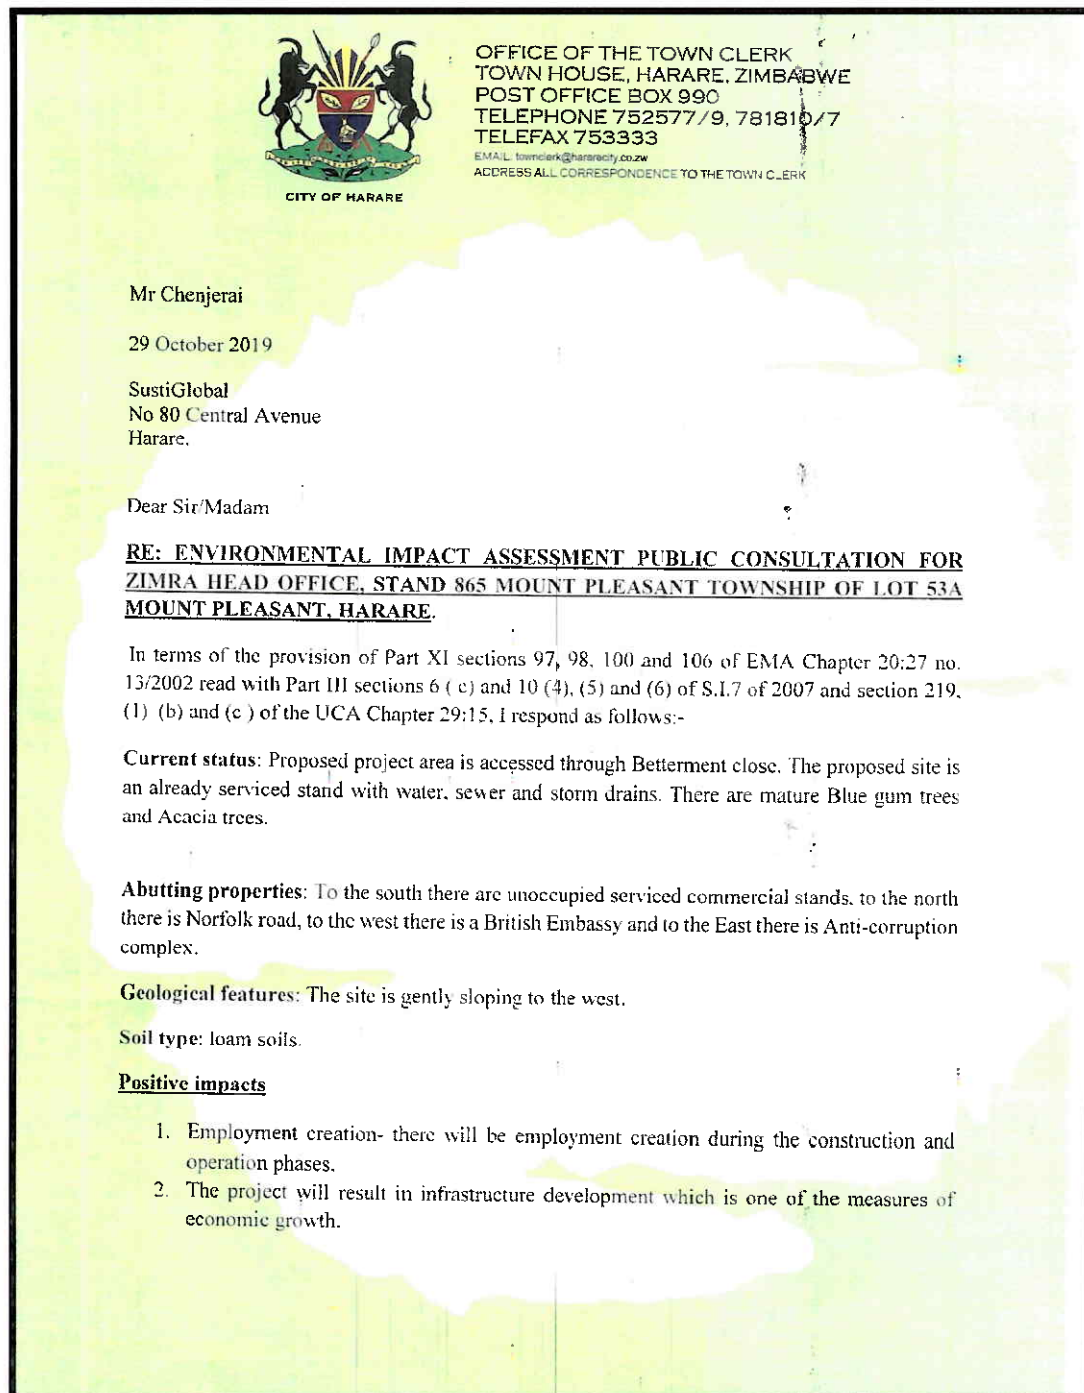 OFFICE OF THE TOWN CLERK
TOWN HOUSE, HARARE, ZIMBABWE
POST OFFICE BOX 990
TELEPHONE 752577/9, 781810/7
TELEFAX 753333
EMAIL: townclerk@hararecity.co.zw
ADDRESS ALL CORRESPONDENCE TO THE TOWN CLERK
CITY OF HARARE
Mr Chenjerai
29 October 2019
SustiGlobal
No 80 Central Avenue
Harare.
Dear Sir/Madam
RE: ENVIRONMENTAL IMPACT ASSESSMENT PUBLIC CONSULTATION FOR
ZIMRA HEAD OFFICE, STAND 865 MOUNT PLEASANT TOWNSHIP OF LOT 53A
MOUNT PLEASANT, HARARE.
In terms of the provision of Part XI sections 97, 98, 100 and 106 of EMA Chapter 20:27 no.
13/2002 read with Part III sections 6 ( c) and 10 (4), (5) and (6) of S.I.7 of 2007 and section 219,
(1) (b) and (c ) of the UCA Chapter 29:15, I respond as follows:-
Current status: Proposed project area is accessed through Betterment close. The proposed site is
an already serviced stand with water, sewer and storm drains. There are mature Blue gum trees
and Acacia trees.
Abutting properties: To the south there are unoccupied serviced commercial stands, to the north
there is Norfolk road, to the west there is a British Embassy and to the East there is Anti-corruption
complex.
Geological features: The site is gently sloping to the west.
Soil type: loam soils.
Positive impacts
1. Employment creation- there will be employment creation during the construction and
operation phases.
2. The project will result in infrastructure development which is one of the measures of
economic growth.